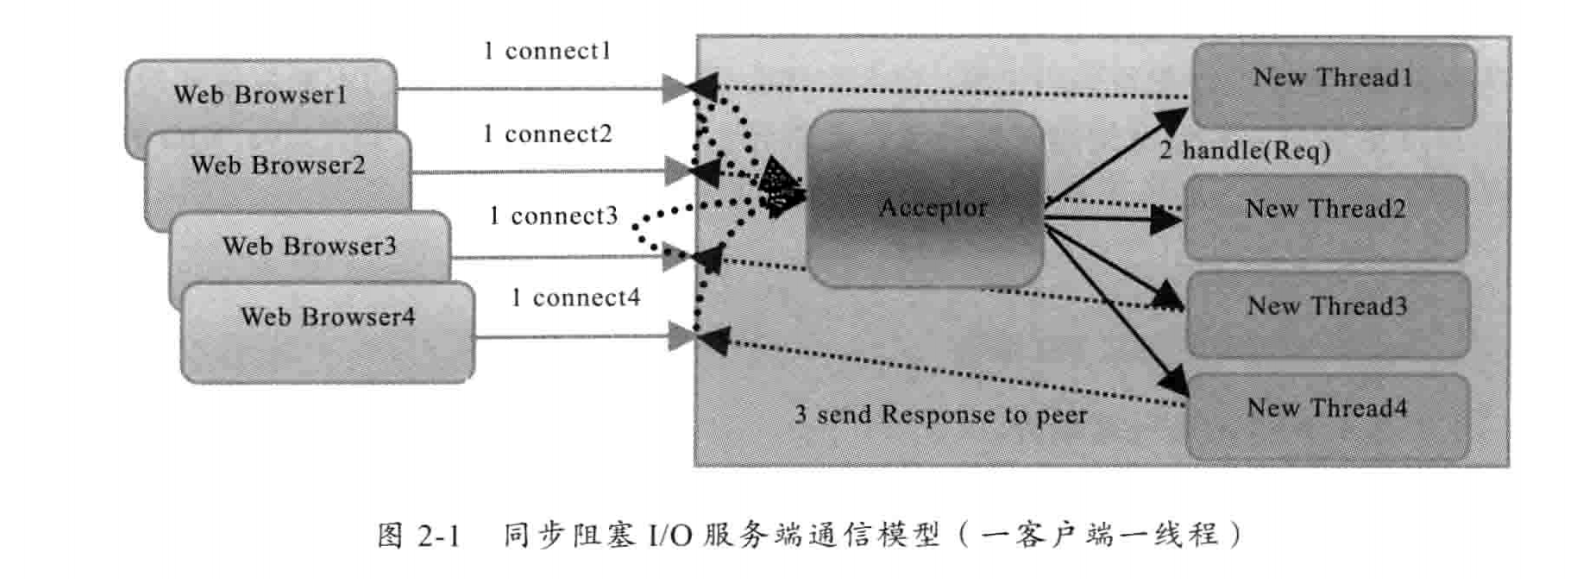 1 connect1
New Thread1
Web Browser1
1 connect2
2 handle(Req)
Web Browser2
1 connect3
Acceptor
New Thread2
Web Browser3
1 connect4
New Thread3
Web Browser4
3 send Response to peer
New Thread4
图 2-1 同步阻塞 I/O 服务端通信模型（一客户端一线程）